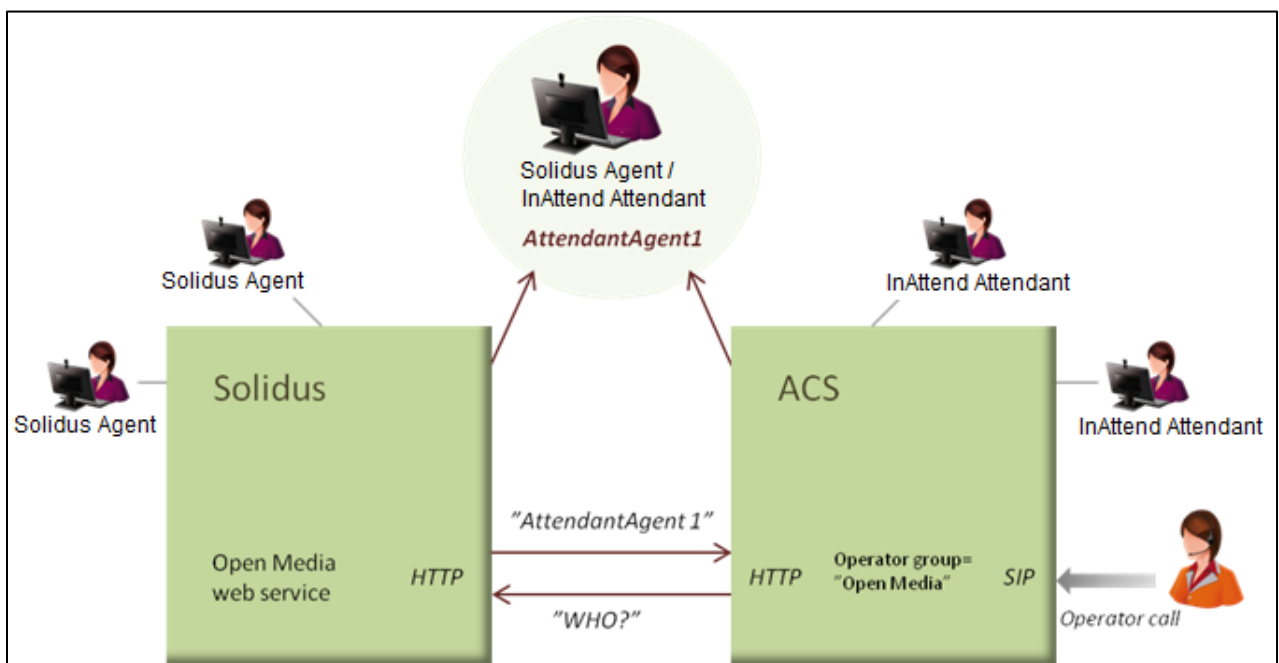 Solidus Agent /
InAttend Attendant
AttendantAgent1
Solidus Agent
InAttend Attendant
Solidus Agent
InAttend Attendant
Solidus
ACS
"AttendantAgent 1"
Open Media
web service
HTTP
HTTP
Operator group=
"Open Media"
SIP
"WHO?"
Operator call